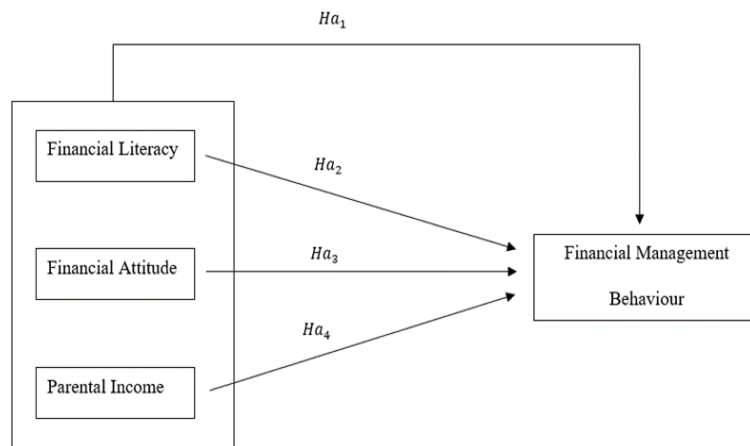 Ha₁
Financial Literacy
Ha₂
Financial Attitude
Ha₃
Financial Management
Behaviour
Ha₄
Parental Income